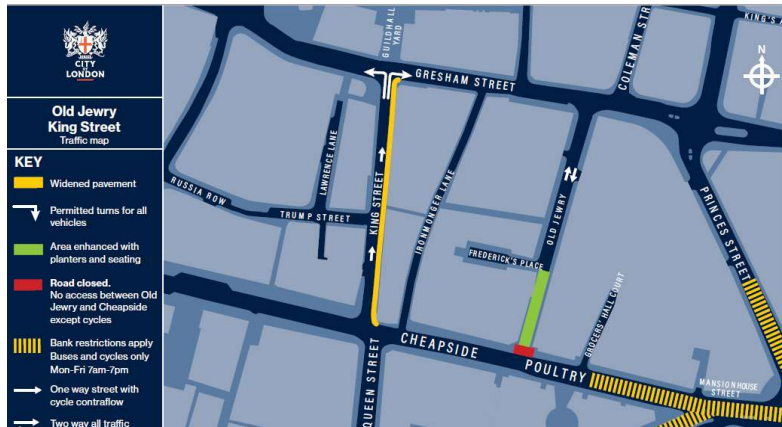 CITY
OF
LONDON
Old Jewry
King Street
Traffic map
KEY
Widened pavement
Permitted turns for all
vehicles
Area enhanced with
planters and seating
Road closed.
No access between Old
Jewry and Cheapside
except cycles
Bank restrictions apply
Buses and cycles only
Mon-Fri 7am-7pm
One way street with
cycle contraflow
Two way all traffic
GUILDHALL
YARD
GRESHAM STREET
COLEMAN STREET
KING'S
N
LAWRENCE LANE
RUSSIA ROW
TRUMP STREET
KING STREET
IRONMONGER LANE
OLD JEWRY
FREDERICK'S PLACE
PRINCES STREET
GROCERS' HALL COURT
CHEAPSIDE
POULTRY
MANSION HOUSE
STREET
QUEEN STREET